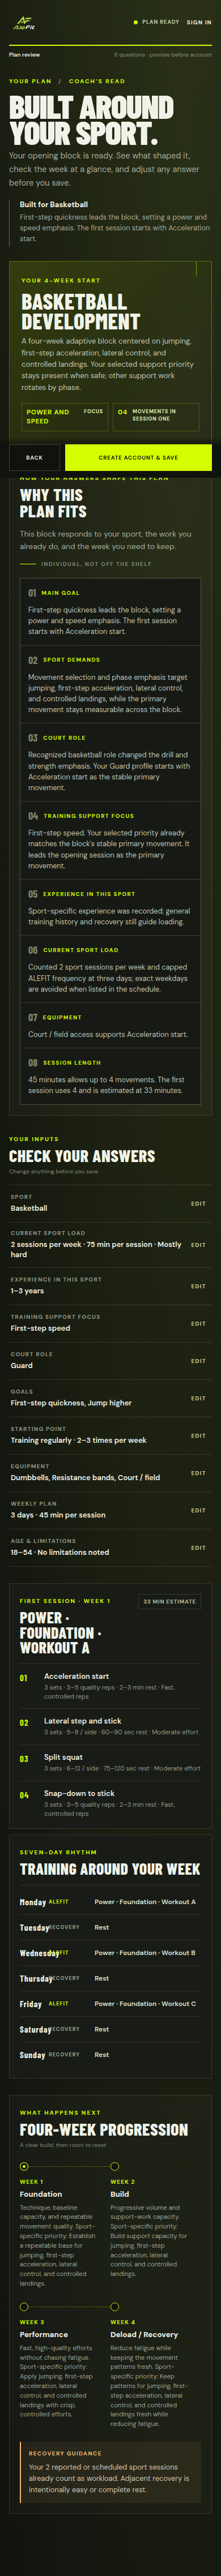 ALEFIT
PLAN READY
SIGN IN
Plan review
6 questions · preview before account
YOUR PLAN / COACH'S READ
BUILT AROUND
YOUR SPORT.
Your opening block is ready. See what shaped it,
check the week at a glance, and adjust any answer
before you save.
Built for Basketball
First-step quickness leads the block, setting a power and
speed emphasis. The first session starts with Acceleration
start.
YOUR 4-WEEK START
BASKETBALL
DEVELOPMENT
A four-week adaptive block centered on jumping,
first-step acceleration, lateral control, and
controlled landings. Your selected support priority
stays present when safe; other support work
rotates by phase.
POWER AND
SPEED
FOCUS
04
MOVEMENTS IN
SESSION ONE
BACK
CREATE ACCOUNT & SAVE
HOW YOUR ANSWERS SHAPE THIS PLAN
WHY THIS
PLAN FITS
This block responds to your sport, the work you
already do, and the week you need to keep.
INDIVIDUAL, NOT OFF THE SHELF
01 MAIN GOAL
First-step quickness leads the block, setting a
power and speed emphasis. The first session
starts with Acceleration start.
02 SPORT DEMANDS
Movement selection and phase emphasis target
jumping, first-step acceleration, lateral control,
and controlled landings, while the primary
movement stays measurable across the block.
03 COURT ROLE
Recognized basketball role changed the drill and
strength emphasis. Your Guard profile starts with
Acceleration start as the primary
movement.
04 TRAINING SUPPORT FOCUS
First-step speed. Your selected priority already
matches the block's stable primary movement. It
leads the opening session as the primary
movement.
05 EXPERIENCE IN THIS SPORT
Sport-specific experience was recorded; general
training history and recovery still guide loading.
06 CURRENT SPORT LOAD
Counted 2 sport sessions per week and capped
ALEFIT frequency at three; exact weekdays
are avoided when listed in the schedule.
07 EQUIPMENT
Court / field access supports Acceleration start.
08 SESSION LENGTH
45 minutes allows up to 4 movements. The first
session uses 4 and is estimated at 33 minutes.
YOUR INPUTS
CHECK YOUR ANSWERS
Change anything before you save.
SPORT
Basketball
EDIT
CURRENT SPORT LOAD
2 sessions per week · 75 min per session · Mostly
hard
EDIT
EXPERIENCE IN THIS SPORT
1–3 years
EDIT
TRAINING SUPPORT FOCUS
First-step speed
EDIT
COURT ROLE
Guard
EDIT
GOALS
First-step quickness, Jump higher
EDIT
STARTING POINT
Training regularly · 2–3 times per week
EDIT
EQUIPMENT
Dumbbells, Resistance bands, Court / field
EDIT
WEEKLY PLAN
3 days · 45 min per session
EDIT
AGE & LIMITATIONS
18–54 · No limitations noted
EDIT
FIRST SESSION · WEEK 1
33 MIN ESTIMATE
POWER ·
FOUNDATION ·
WORKOUT A
01 Acceleration start
3 sets · 3–5 quality reps · 2–3 min rest · Fast,
controlled reps
02 Lateral step and stick
3 sets · 5–8 / side · 60–90 sec rest · Moderate effort
03 Split squat
3 sets · 6–12 / side · 75–120 sec rest · Moderate effort
04 Snap-down to stick
3 sets · 3–5 quality reps · 2–3 min rest · Fast,
controlled reps
SEVEN-DAY RHYTHM
TRAINING AROUND YOUR WEEK
Monday ALEFIT Power · Foundation · Workout A
Tuesday RECOVERY Rest
Wednesday ALEFIT Power · Foundation · Workout B
Thursday RECOVERY Rest
Friday ALEFIT Power · Foundation · Workout C
Saturday RECOVERY Rest
Sunday RECOVERY Rest
WHAT HAPPENS NEXT
FOUR-WEEK PROGRESSION
A clear build, then room to reset
WEEK 1
Foundation
Technique, baseline
capacity, and repeatable
movement quality. Sport-
specific priority: Establish
a repeatable base for
jumping, first-step
acceleration, lateral
control, and controlled
landings.
WEEK 2
Build
Progressive volume and
support-work capacity.
Sport-specific priority:
Build support capacity for
jumping, first-step
acceleration, lateral
control, and controlled
landings.
WEEK 3
Performance
Fast, high-quality efforts
without chasing fatigue.
Sport-specific priority:
Apply jumping, first-step
acceleration, lateral
control, and controlled
landings with crisp,
controlled efforts.
WEEK 4
Deload / Recovery
Reduce fatigue while
keeping the movement
patterns fresh. Sport-
specific priority: Keep
patterns for jumping, first-
step acceleration, lateral
control, and controlled
landings fresh while
reducing fatigue.
RECOVERY GUIDANCE
Your 2 reported or scheduled sport sessions
already count as workload. Adjacent recovery is
intentionally easy or complete rest.